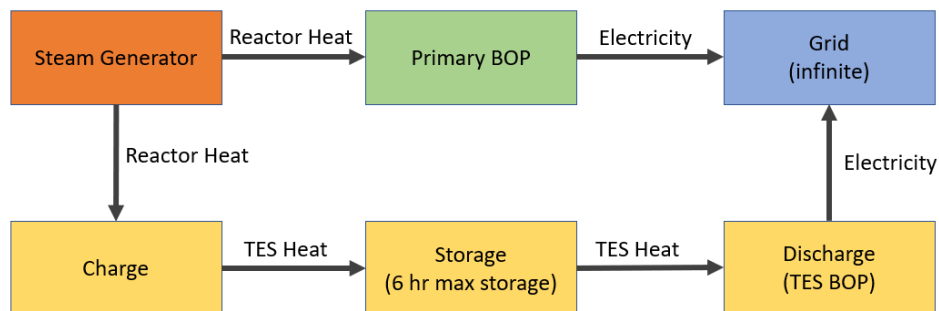 Steam Generator
Reactor Heat
Primary BOP
Electricity
Grid
(infinite)
Reactor Heat
Electricity
Charge
TES Heat
Storage
(6 hr max storage)
TES Heat
Discharge
(TES BOP)